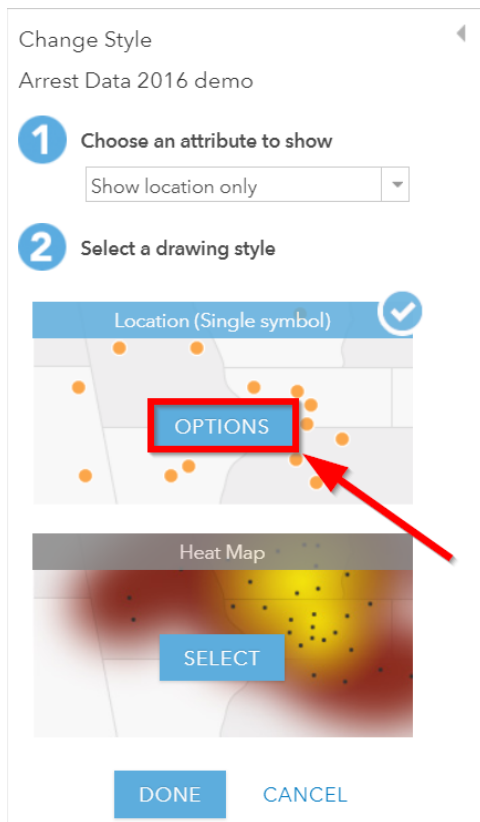 Change Style
Arrest Data 2016 demo
1 Choose an attribute to show
Show location only
2 Select a drawing style
Location (Single symbol)
OPTIONS
Heat Map
SELECT
DONE CANCEL